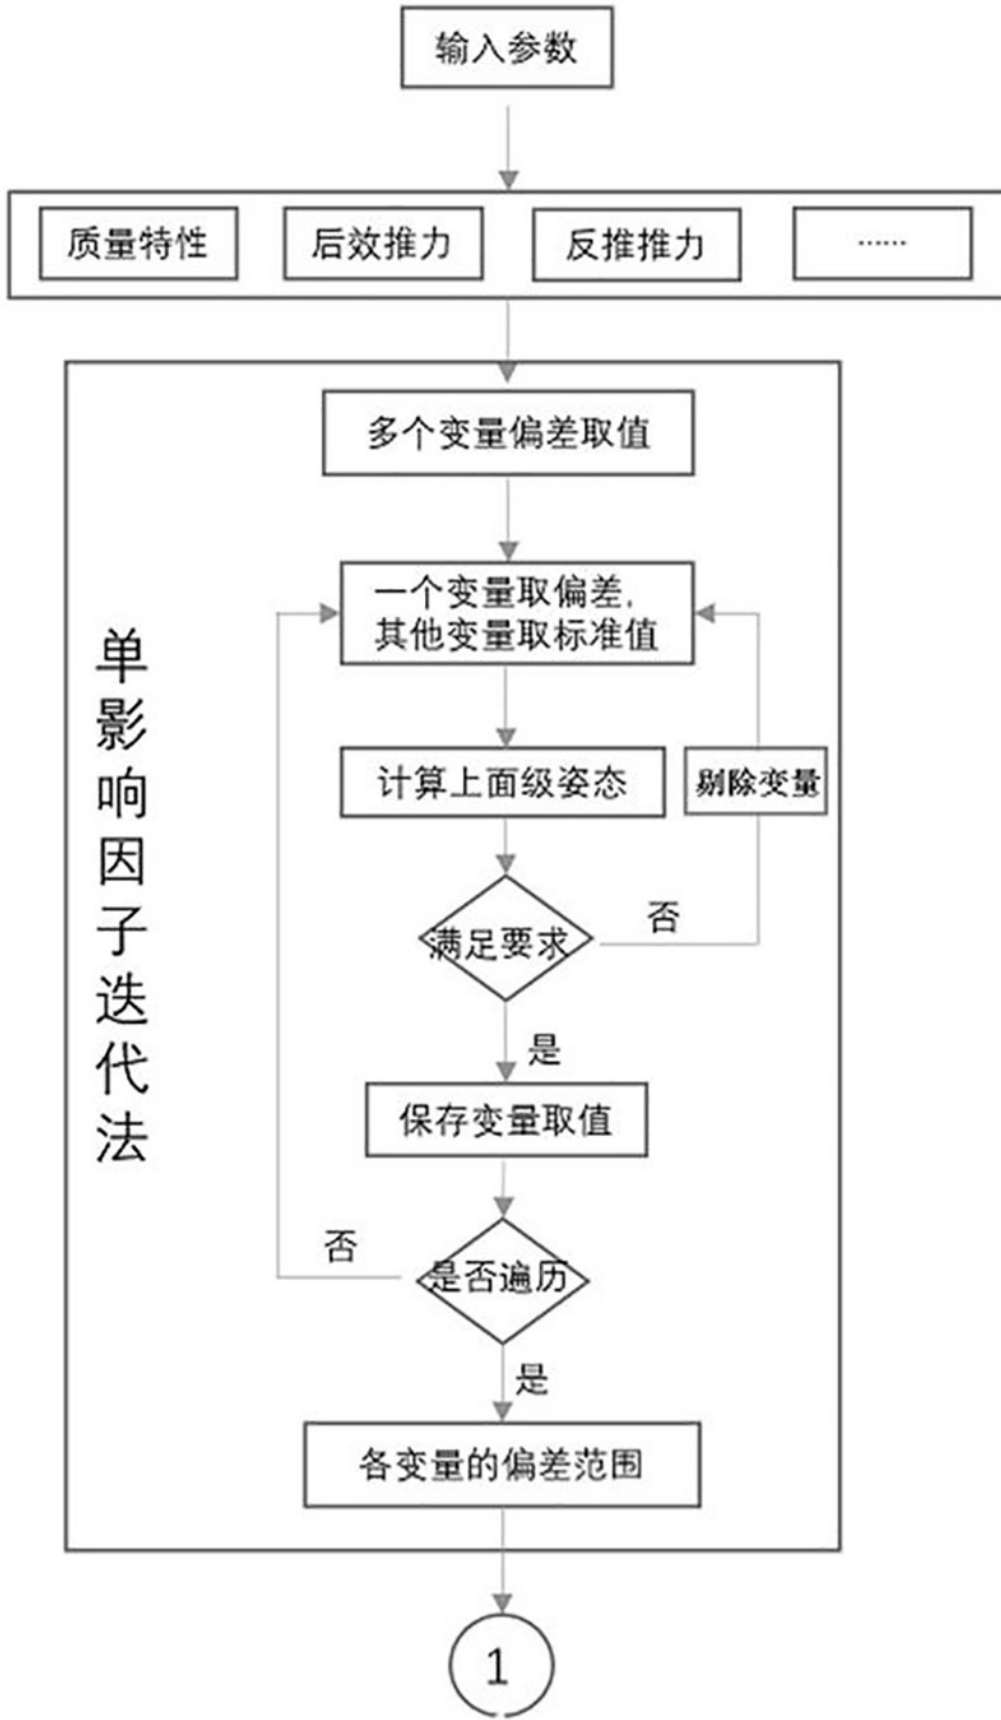 输入参数
质量特性
后效推力
反推推力
……
多个变量偏差取值
一个变量取偏差,
其他变量取标准值
计算上面级姿态
剔除变量
满足要求
否
是
保存变量取值
否
是否遍历
是
各变量的偏差范围
单影响因子迭代法
1